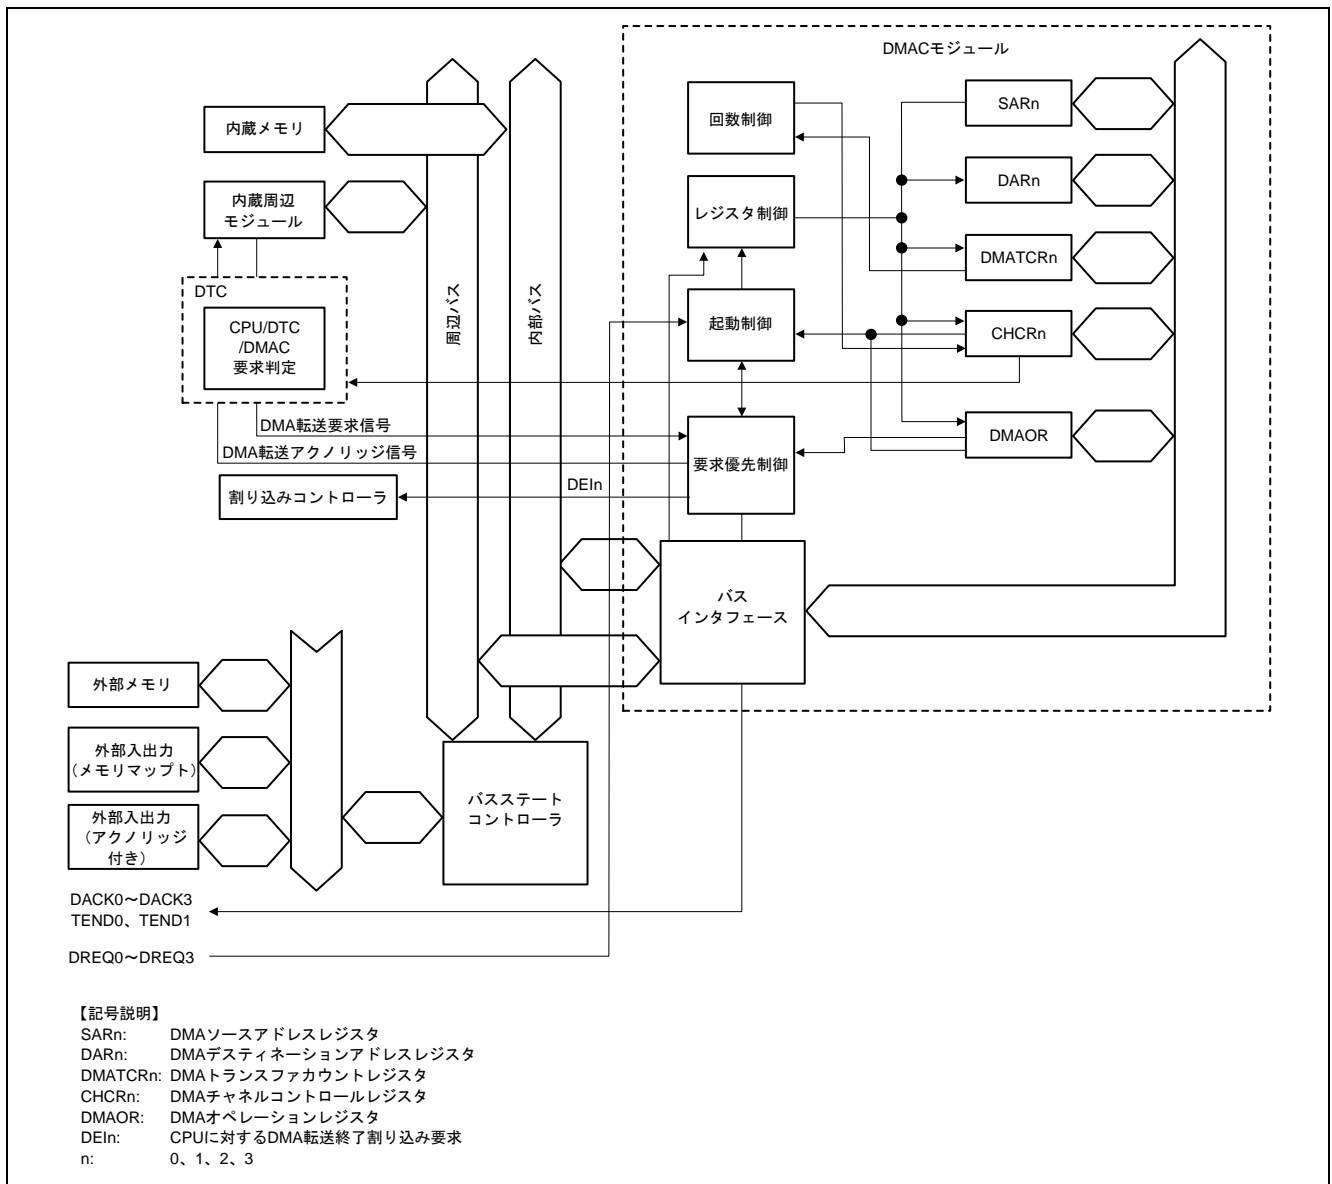 DMACモジュール
内蔵メモリ
回数制御
SARn
内蔵周辺
モジュール
レジスタ制御
DARn
DMATCRn
DTC
CPU/DTC
/DMAC
要求判定
周辺バス
内部バス
起動制御
CHCRn
DMA転送要求信号
DMA転送アクノリッジ信号
要求優先制御
DMAOR
DEIn
割り込みコントローラ
バス
インタフェース
外部メモリ
外部入出力
（メモリマップト）
外部入出力
（アクノリッジ
付き）
バスステート
コントローラ
DACK0～DACK3
TEND0、TEND1
DREQ0～DREQ3
【記号説明】
SARn: DMAソースアドレスレジスタ
DARn: DMAデスティネーションアドレスレジスタ
DMATCRn: DMAトランスファカウントレジスタ
CHCRn: DMAチャネルコントロールレジスタ
DMAOR: DMAオペレーションレジスタ
DEIn: CPUに対するDMA転送終了割り込み要求
n: 0、1、2、3